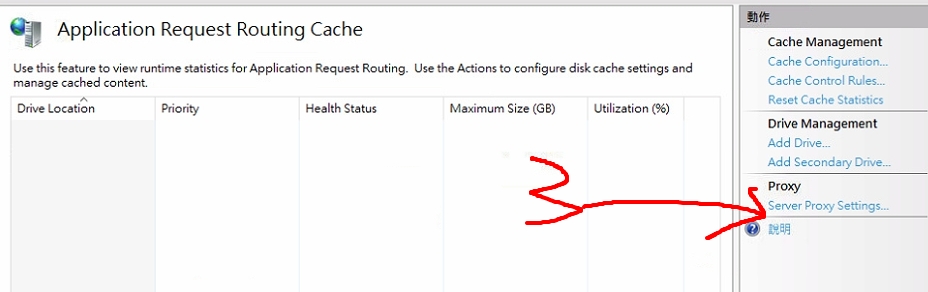 Application Request Routing Cache
Use this feature to view runtime statistics for Application Request Routing. Use the Actions to configure disk cache settings and
manage cached content.
Drive Location Priority Health Status Maximum Size (GB) Utilization (%)
3
動作
Cache Management
Cache Configuration...
Cache Control Rules...
Reset Cache Statistics
Drive Management
Add Drive...
Add Secondary Drive...
Proxy
Server Proxy Settings...
說明